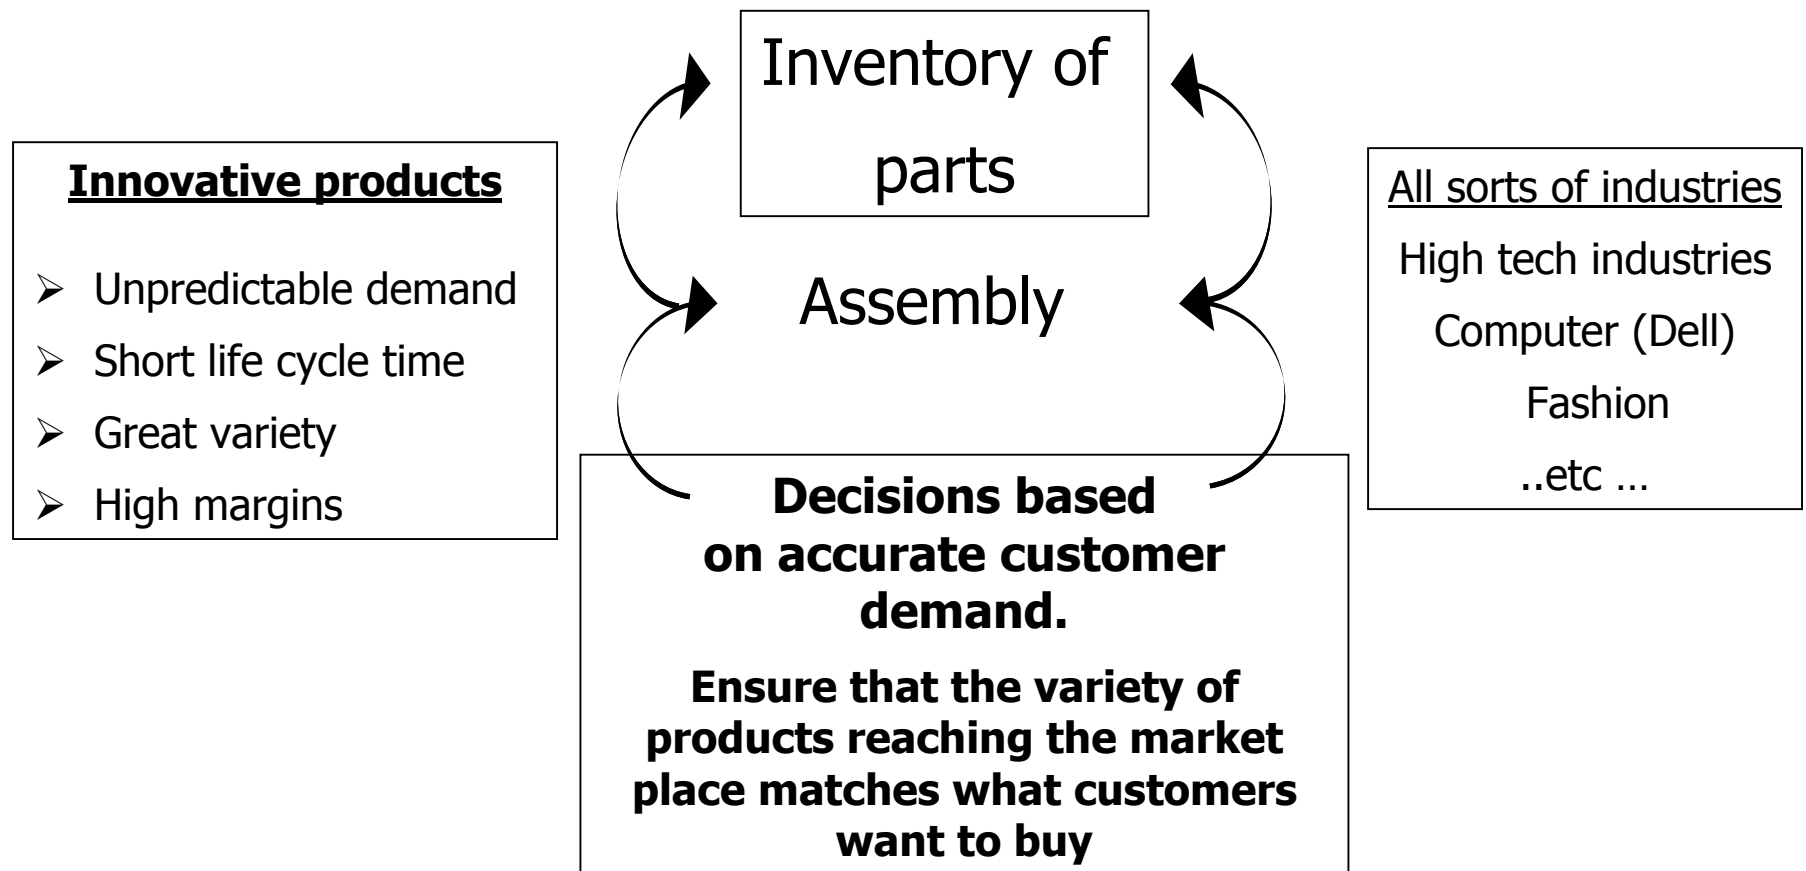 Inventory of
parts
Innovative products
Unpredictable demand
Short life cycle time
Great variety
High margins
Assembly
All sorts of industries
High tech industries
Computer (Dell)
Fashion
..etc ...
Decisions based
on accurate customer
demand.
Ensure that the variety of
products reaching the market
place matches what customers
want to buy